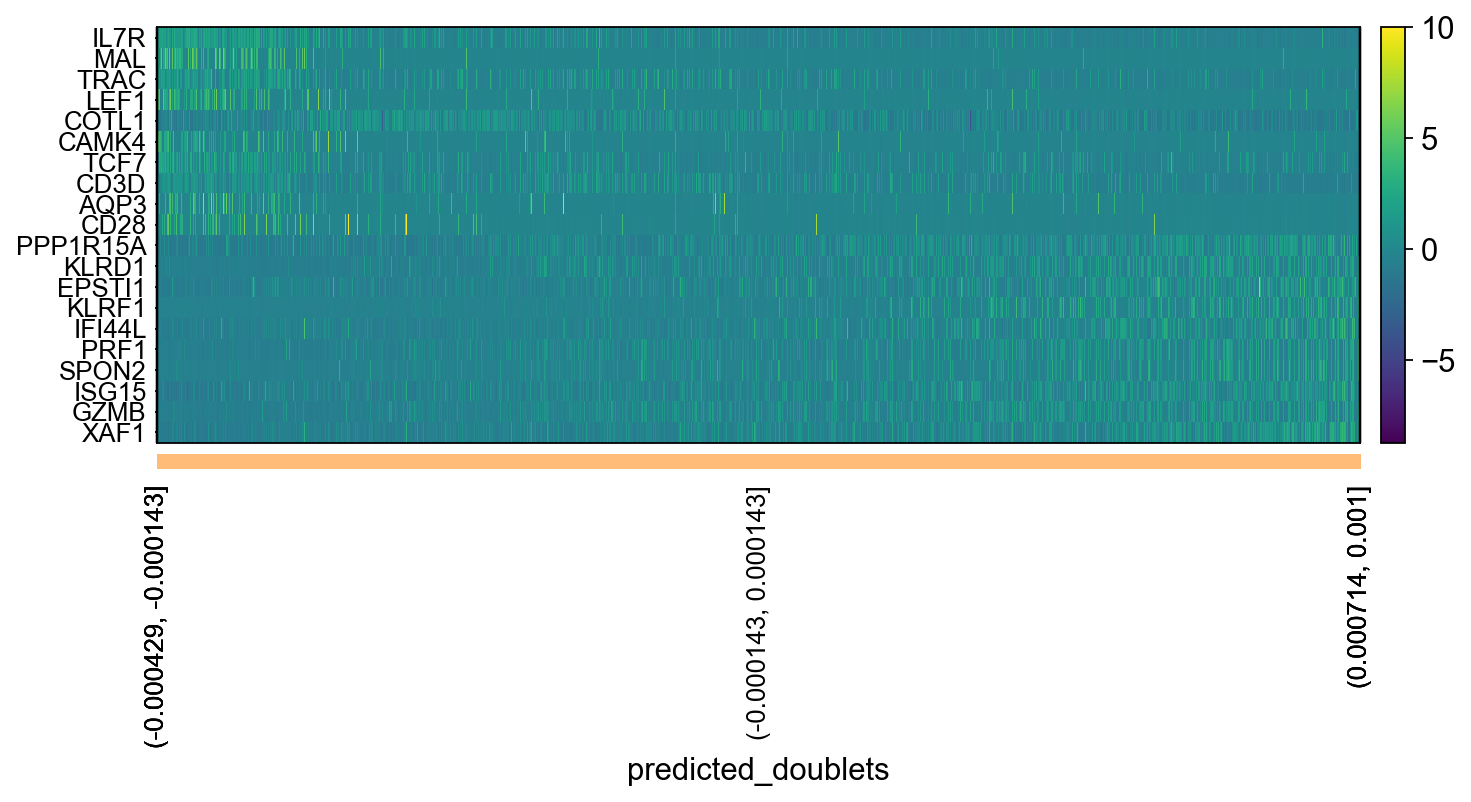 IL7R
MAL
TRAC
LEF1
COTL1
CAMK4
TCF7
CD3D
AQP3
CD28
PPP1R15A
KLRD1
EPSTI1
KLRF1
IFI44L
PRF1
SPON2
ISG15
GZMB
XAF1
10
5
0
−5
(-0.000429, -0.000143]
(-0.000143, 0.000143]
(0.000714, 0.001]
predicted_doublets